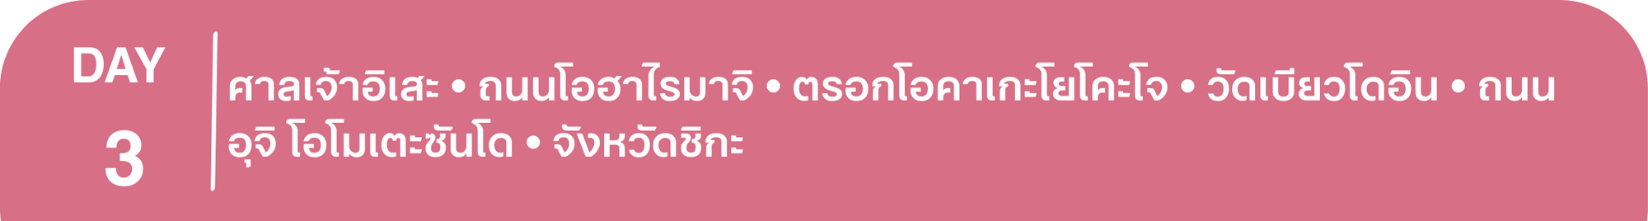 DAY
3
ศาลเจ้าอิเสะ • ถนนโอฮาไรมาจิ • ตรอกโอคาเกะโยโคะโจ • วัดเบียวโดอิน • ถนน
อุจิ โอโมเตะซันโด • จังหวัดชิกะ